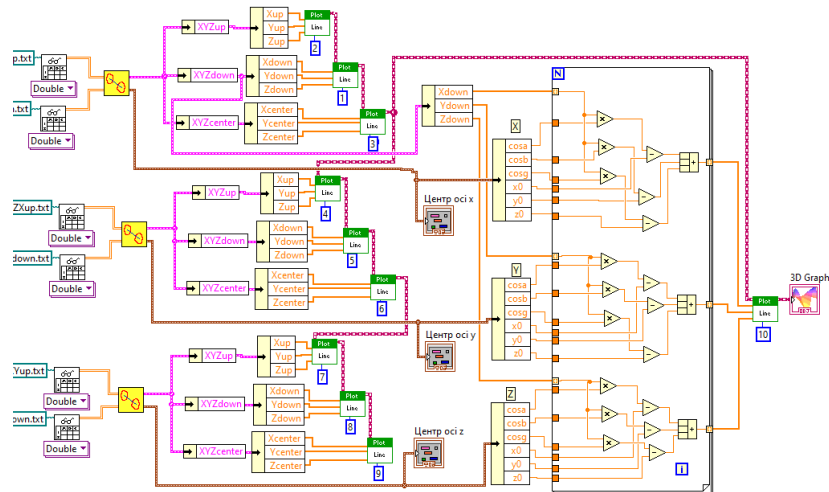 p.txt
Double
.txt
Double
XYZup
XYZdown
XYZcenter
Xup
Yup
Zup
Plot
Line
2
Xdown
Ydown
Zdown
Plot
Line
1
Xcenter
Ycenter
Zcenter
Plot
Line
3
Xdown
Ydown
Zdown
N
X
cosa
cosb
cosg
x0
y0
z0
Центр осі x
ZXup.txt
Double
down.txt
Double
XYZup
XYZdown
XYZcenter
Xup
Yup
Zup
Plot
Line
4
Xdown
Ydown
Zdown
Plot
Line
5
Xcenter
Ycenter
Zcenter
Plot
Line
6
Y
cosa
cosb
cosg
x0
y0
z0
Центр осі y
Yup.txt
Double
own.txt
Double
XYZup
XYZdown
XYZcenter
Xup
Yup
Zup
Plot
Line
7
Xdown
Ydown
Zdown
Plot
Line
8
Xcenter
Ycenter
Zcenter
Plot
Line
9
Z
cosa
cosb
cosg
x0
y0
z0
Центр осі z
i
Plot
Line
10
3D Graph